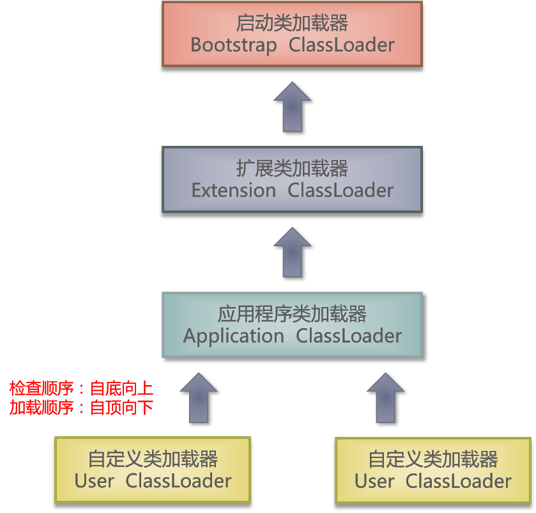 启动类加载器
Bootstrap ClassLoader
扩展类加载器
Extension ClassLoader
应用程序类加载器
Application ClassLoader
检查顺序：自底向上
加载顺序：自顶向下
自定义类加载器
User ClassLoader
自定义类加载器
User ClassLoader